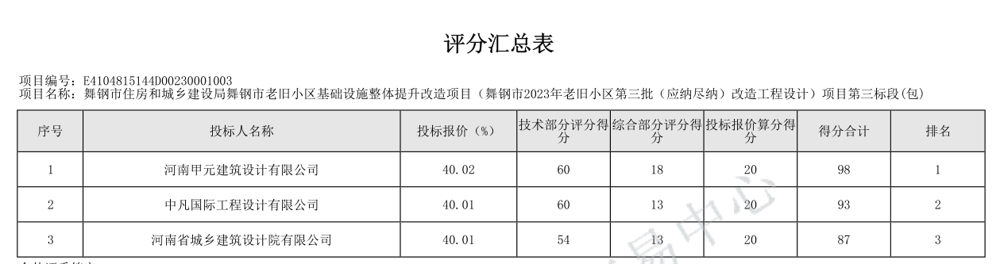 评分汇总表
项目编号：E4104815144D00230001003
项目名称：舞钢市住房和城乡建设局舞钢市老旧小区基础设施整体提升改造项目（舞钢市2023年老旧小区第三批（应纳尽纳）改造工程设计）项目第三标段(包)
序号 投标人名称 投标报价（%） 技术部分评分得分 综合部分评分得分 投标报价算分得分 得分合计 排名
1 河南甲元建筑设计有限公司 40.02 60 18 20 98 1
2 中凡国际工程设计有限公司 40.01 60 13 20 93 2
3 河南省城乡建筑设计院有限公司 40.01 54 13 20 87 3
易中心